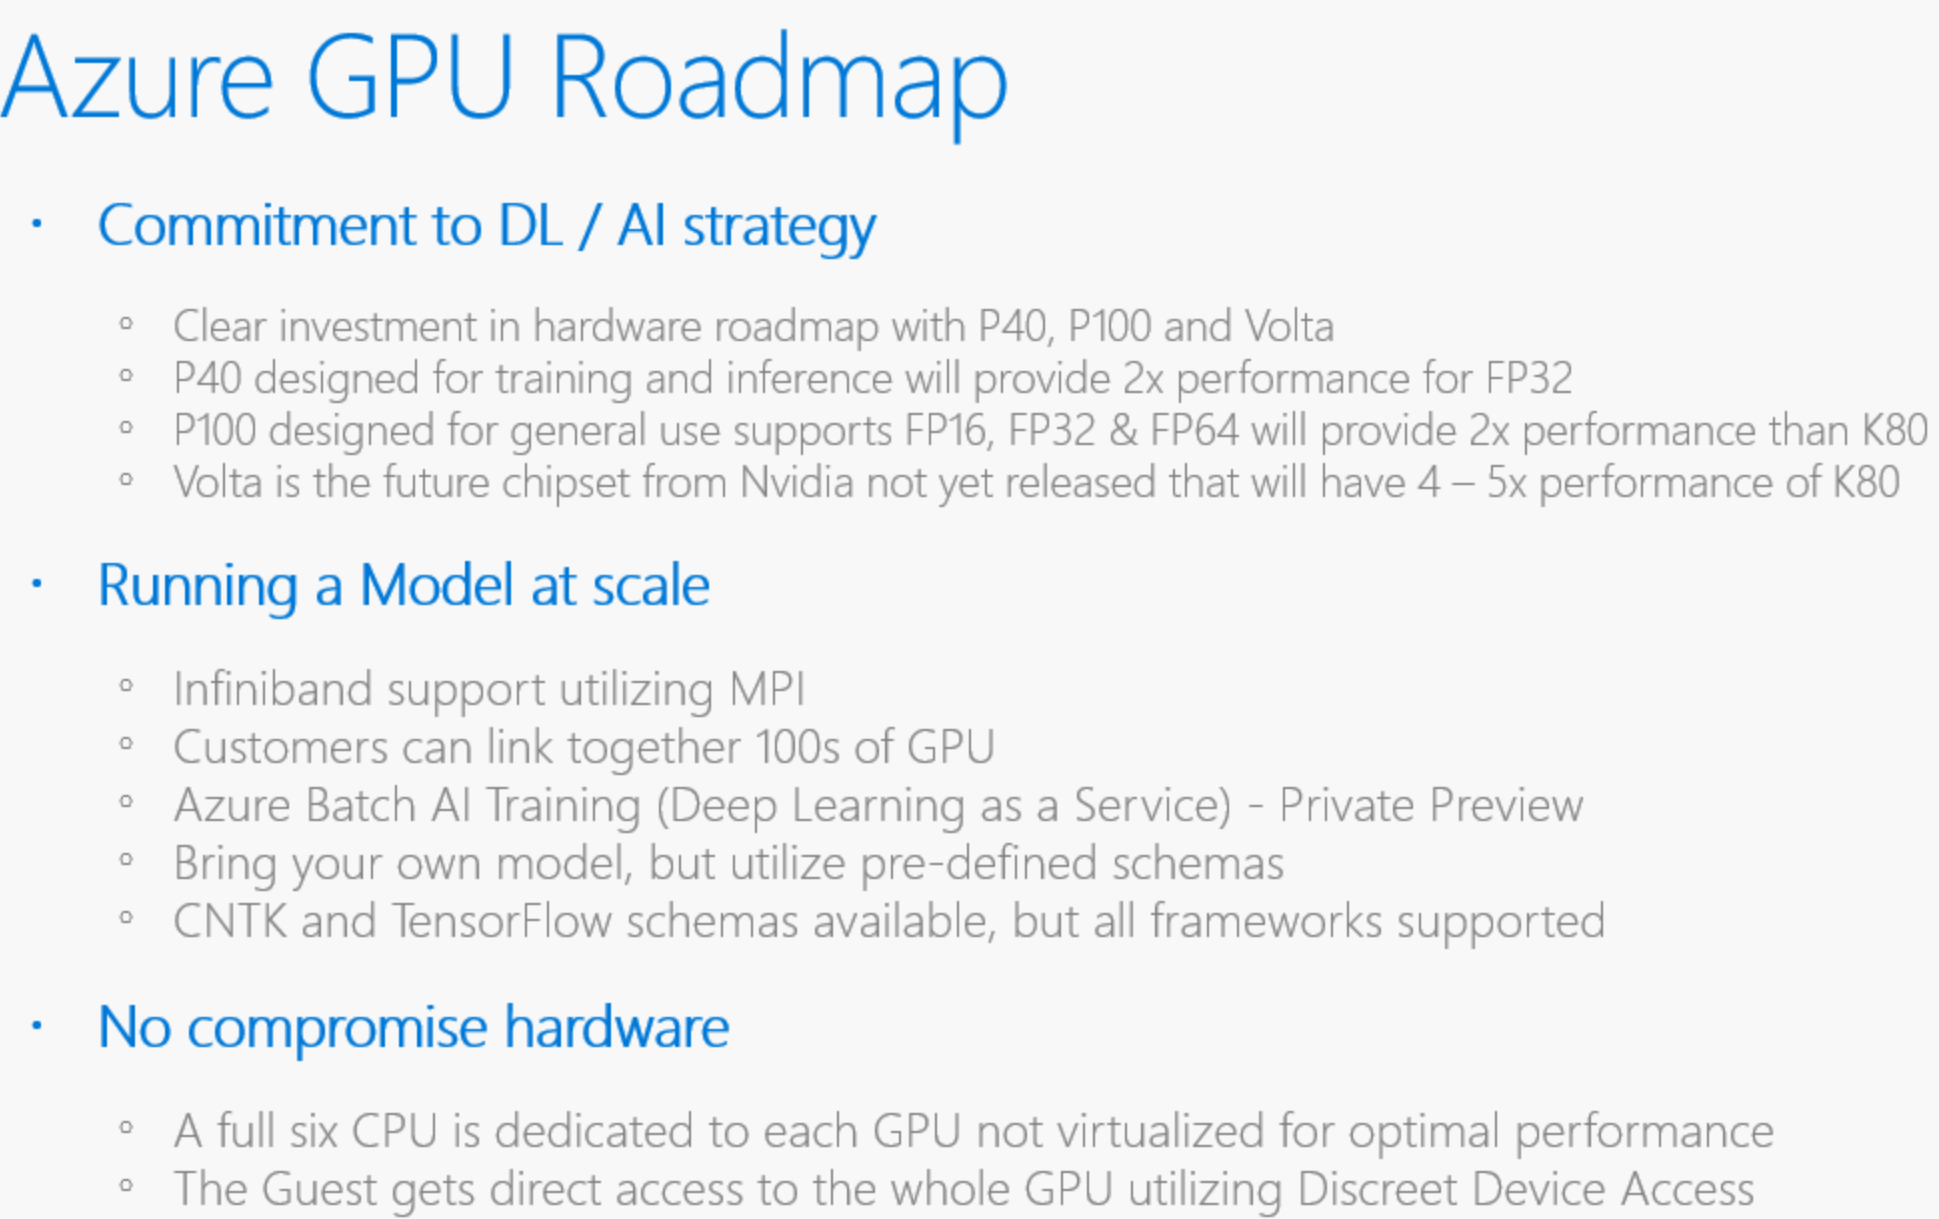 Azure GPU Roadmap
· Commitment to DL / AI strategy
◦ Clear investment in hardware roadmap with P40, P100 and Volta
◦ P40 designed for training and inference will provide 2x performance for FP32
◦ P100 designed for general use supports FP16, FP32 & FP64 will provide 2x performance than K80
◦ Volta is the future chipset from Nvidia not yet released that will have 4 – 5x performance of K80
· Running a Model at scale
◦ Infiniband support utilizing MPI
◦ Customers can link together 100s of GPU
◦ Azure Batch AI Training (Deep Learning as a Service) - Private Preview
◦ Bring your own model, but utilize pre-defined schemas
◦ CNTK and TensorFlow schemas available, but all frameworks supported
· No compromise hardware
◦ A full six CPU is dedicated to each GPU not virtualized for optimal performance
◦ The Guest gets direct access to the whole GPU utilizing Discreet Device Access